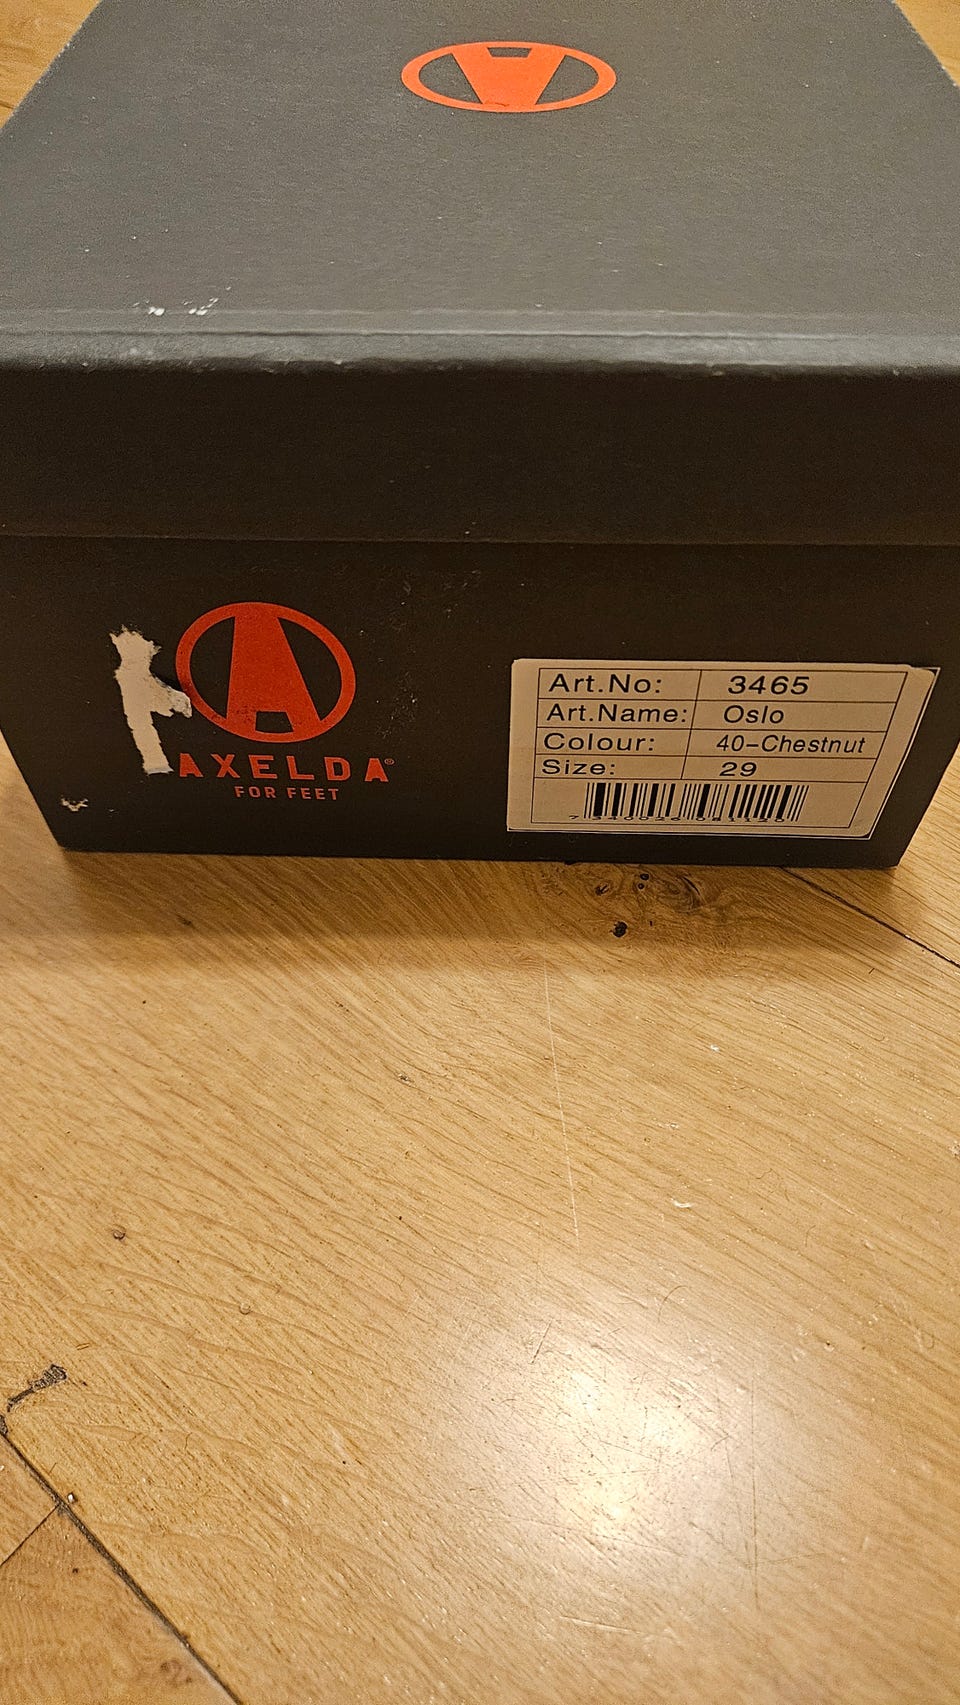 AXELDA®
FOR FEET
Art.No: 3465
Art.Name: Oslo
Colour: 40-Chestnut
Size: 29